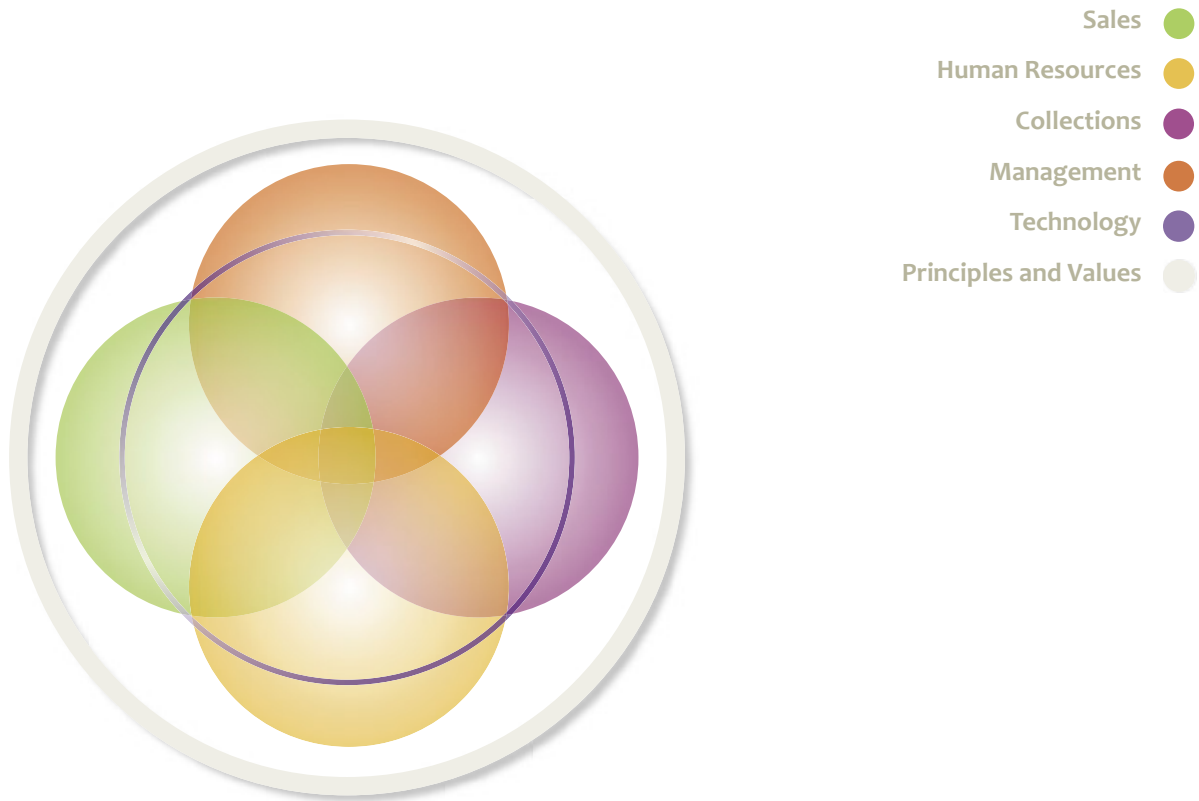 Sales
Human Resources
Collections
Management
Technology
Principles and Values